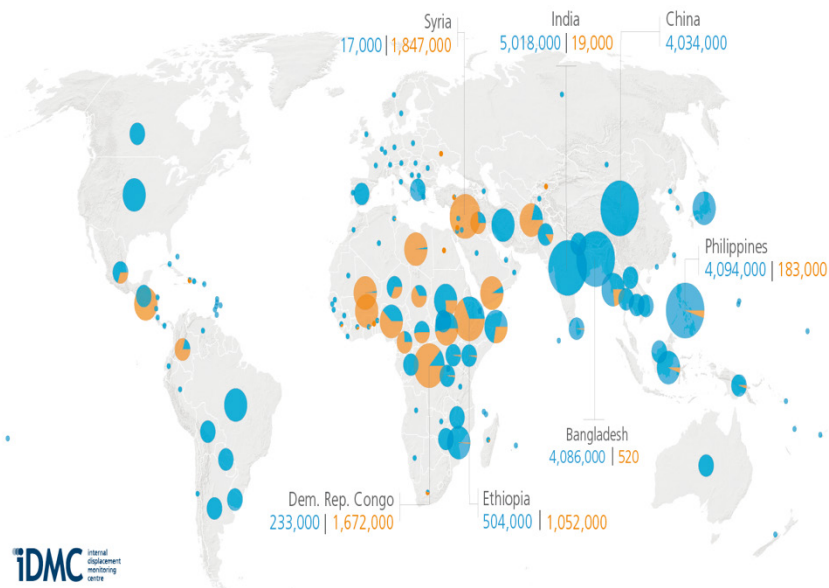 Syria
17,000 | 1,847,000
India
5,018,000 | 19,000
China
4,034,000
Philippines
4,094,000 | 183,000
Bangladesh
4,086,000 | 520
Dem. Rep. Congo
233,000 | 1,672,000
Ethiopia
504,000 | 1,052,000
iDMC
internal
displacement
monitoring
centre